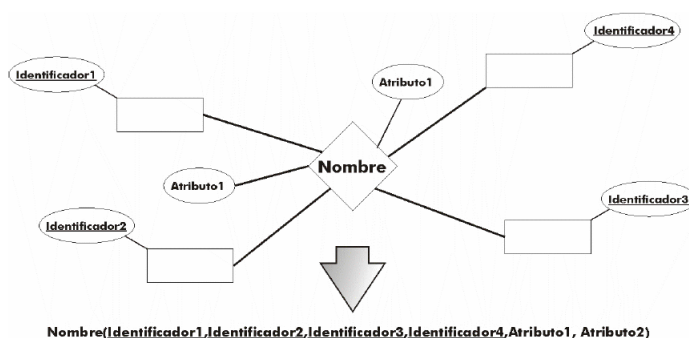 Identificador4
Identificador1
Atributo1
Nombre
Atributo1
Identificador2
Identificador3
Nombre(Identificador1,Identificador2,Identificador3,Identificador4,Atributo1, Atributo2)